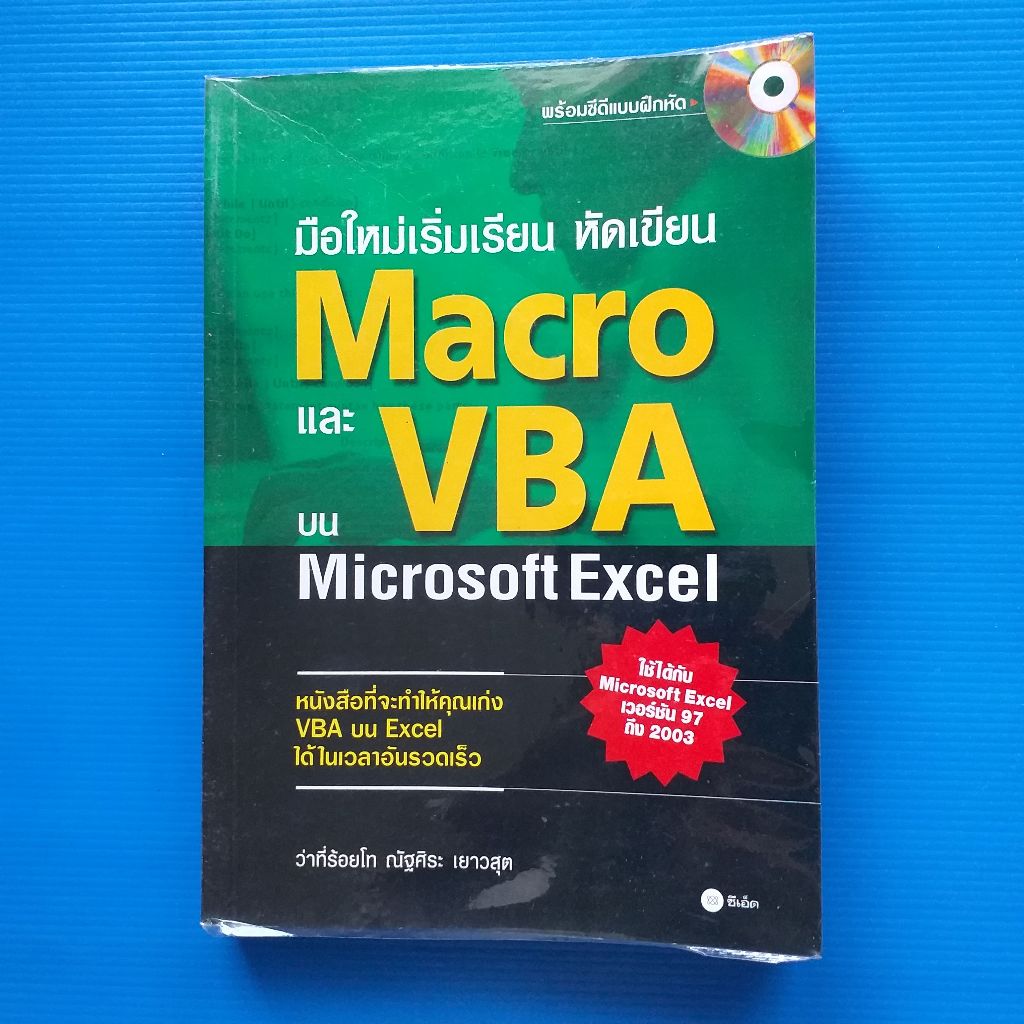 พร้อมซีดีแบบฝึกหัด
มือใหม่เริ่มเรียน หัดเขียน
Macro
และ VBA
บน
Microsoft Excel
ใช้ได้กับ
Microsoft Excel
เวอร์ชัน 97
ถึง 2003
หนังสือที่จะทำให้คุณเก่ง
VBA บน Excel
ได้ในเวลาอันรวดเร็ว
ว่าที่ร้อยโท ณัฐศิระ เยาวสุต
ซีเอ็ด